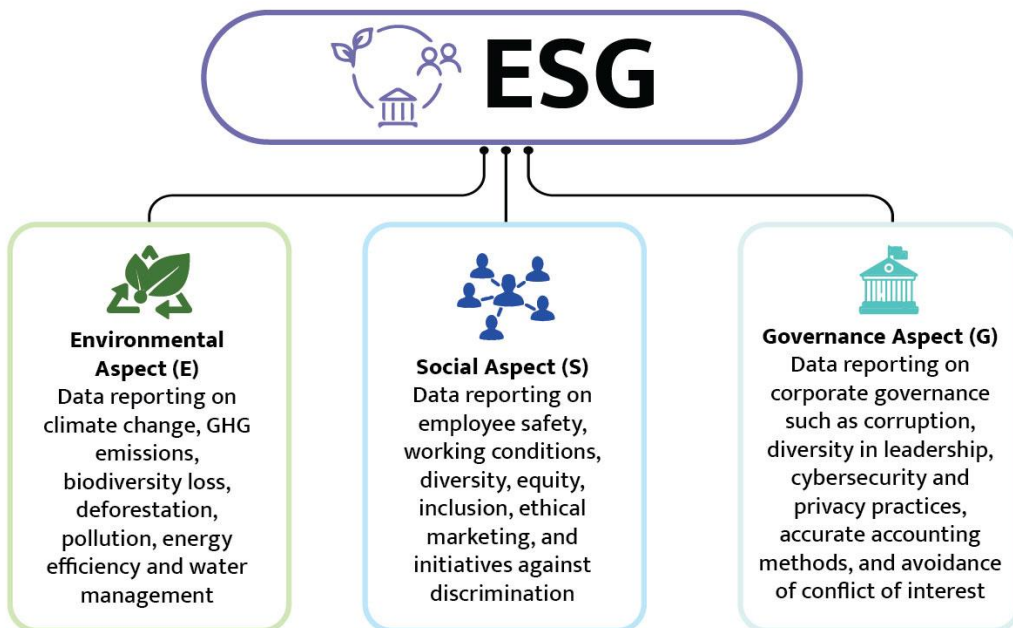 ESG
Environmental
Aspect (E)
Data reporting on
climate change, GHG
emissions,
biodiversity loss,
deforestation,
pollution, energy
efficiency and water
management
Social Aspect (S)
Data reporting on
employee safety,
working conditions,
diversity, equity,
inclusion, ethical
marketing, and
initiatives against
discrimination
Governance Aspect (G)
Data reporting on
corporate governance
such as corruption,
diversity in leadership,
cybersecurity and
privacy practices,
accurate accounting
methods, and avoidance
of conflict of interest